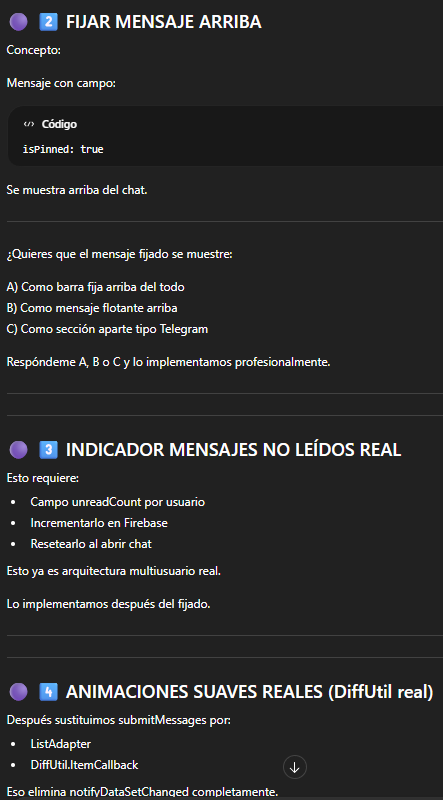 2 FIJAR MENSAJE ARRIBA
Concepto:
Mensaje con campo:
</> Código
isPinned: true
Se muestra arriba del chat.
¿Quieres que el mensaje fijado se muestre:
A) Como barra fija arriba del todo
B) Como mensaje flotante arriba
C) Como sección aparte tipo Telegram
Respóndeme A, B o C y lo implementamos profesionalmente.
3 INDICADOR MENSAJES NO LEÍDOS REAL
Esto requiere:
• Campo unreadCount por usuario
• Incrementarlo en Firebase
• Resetearlo al abrir chat
Esto ya es arquitectura multiusuario real.
Lo implementamos después del fijado.
4 ANIMACIONES SUAVES REALES (DiffUtil real)
Después sustituimos submitMessages por:
• ListAdapter
• DiffUtil.ItemCallback
Eso elimina notifyDataSetChanged completamente.